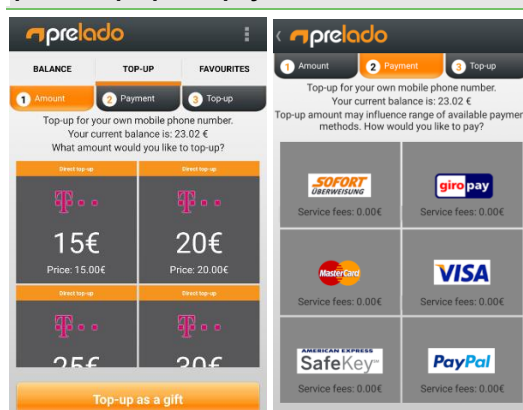 prelado
BALANCE TOP-UP FAVOURITES
1 Amount 2 Payment 3 Top-up
Top-up for your own mobile phone number.
Your current balance is: 23.02 €
What amount would you like to top-up?
Direct top-up Direct top-up
T T
15€ 20€
Price: 15.00€ Price: 20.00€
Direct top-up Direct top-up
T T
25€ 30€
Top-up as a gift
prelado
1 Amount 2 Payment 3 Top-up
Top-up for your own mobile phone number.
Your current balance is: 23.02 €
Top-up amount may influence range of available paymen
methods. How would you like to pay?
SOFORT giropay
ÜBERWEISUNG
Service fees: 0.00€ Service fees: 0.00€
MasterCard VISA
Service fees: 0.00€ Service fees: 0.00€
AMERICAN EXPRESS
SafeKey PayPal
Service fees: 0.00€ Service fees: 0.00€